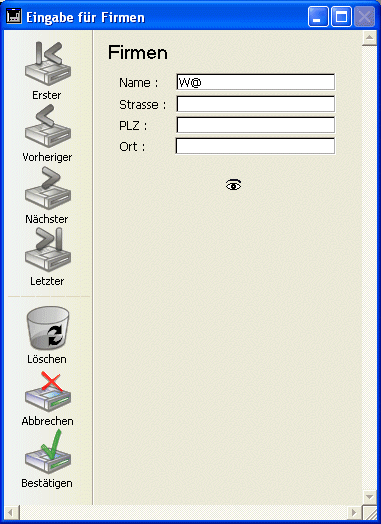 Eingabe für Firmen
Erster
Vorheriger
Nächster
Letzter
Löschen
Abbrechen
Bestätigen
Firmen
Name : W@
Strasse :
PLZ :
Ort :